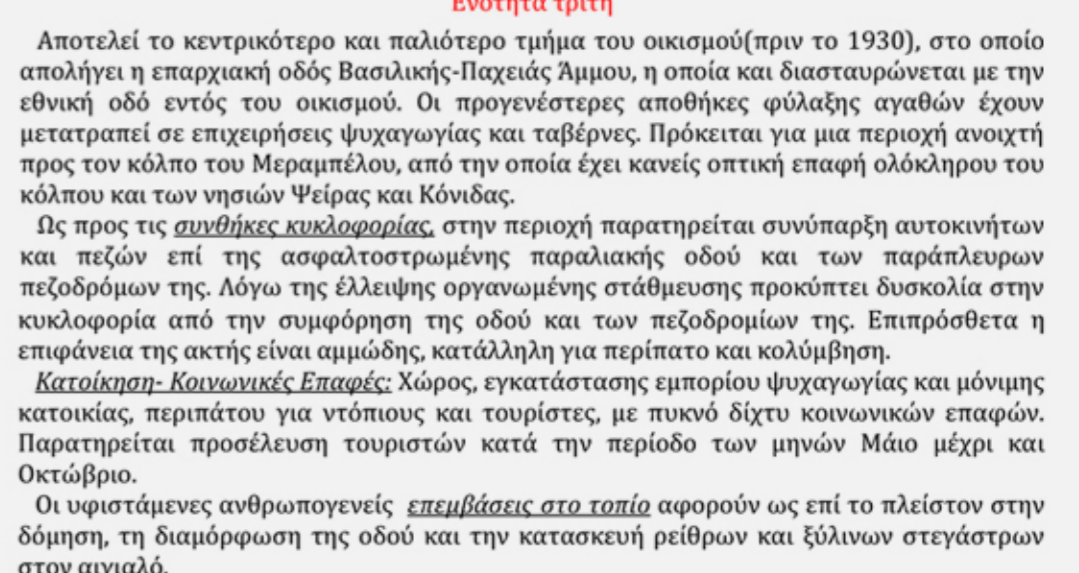 Ενότητα τρίτη
Αποτελεί το κεντρικότερο και παλιότερο τμήμα του οικισμού(πριν το 1930), στο οποίο
απολήγει η επαρχιακή οδός Βασιλικής-Παχειάς Άμμου, η οποία και διασταυρώνεται με την
εθνική οδό εντός του οικισμού. Οι προγενέστερες αποθήκες φύλαξης αγαθών έχουν
μετατραπεί σε επιχειρήσεις ψυχαγωγίας και ταβέρνες. Πρόκειται για μια περιοχή ανοιχτή
προς τον κόλπο του Μεραμπέλου, από την οποία έχει κανείς οπτική επαφή ολόκληρου του
κόλπου και των νησιών Ψείρας και Κόνιδας.
Ως προς τις συνθήκες κυκλοφορίας, στην περιοχή παρατηρείται συνύπαρξη αυτοκινήτων
και πεζών επί της ασφαλτοστρωμένης παραλιακής οδού και των παράπλευρων
πεζοδρόμων της. Λόγω της έλλειψης οργανωμένης στάθμευσης προκύπτει δυσκολία στην
κυκλοφορία από την συμφόρηση της οδού και των πεζοδρομίων της. Επιπρόσθετα η
επιφάνεια της ακτής είναι αμμώδης, κατάλληλη για περίπατο και κολύμβηση.
Κατοίκηση- Κοινωνικές Επαφές: Χώρος, εγκατάστασης εμπορίου ψυχαγωγίας και μόνιμης
κατοικίας, περιπάτου για ντόπιους και τουρίστες, με πυκνό δίχτυ κοινωνικών επαφών.
Παρατηρείται προσέλευση τουριστών κατά την περίοδο των μηνών Μάιο μέχρι και
Οκτώβριο.
Οι υφιστάμενες ανθρωπογενείς επεμβάσεις στο τοπίο αφορούν ως επί το πλείστον στην
δόμηση, τη διαμόρφωση της οδού και την κατασκευή ρείθρων και ξύλινων στεγάστρων
στον αιγιαλό.